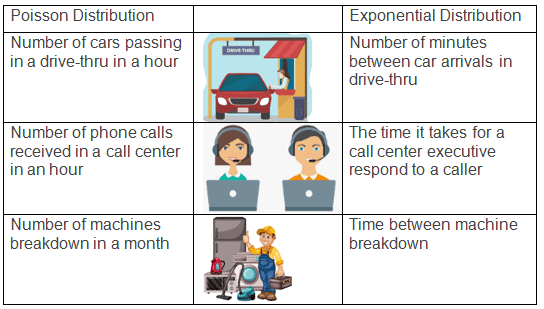 Poisson Distribution
Exponential Distribution
Number of cars passing
in a drive-thru in a hour
DRIVE-THRU
Number of minutes
between car arrivals in
drive-thru
Number of phone calls
received in a call center
in an hour
The time it takes for a
call center executive
respond to a caller
Number of machines
breakdown in a month
Time between machine
breakdown